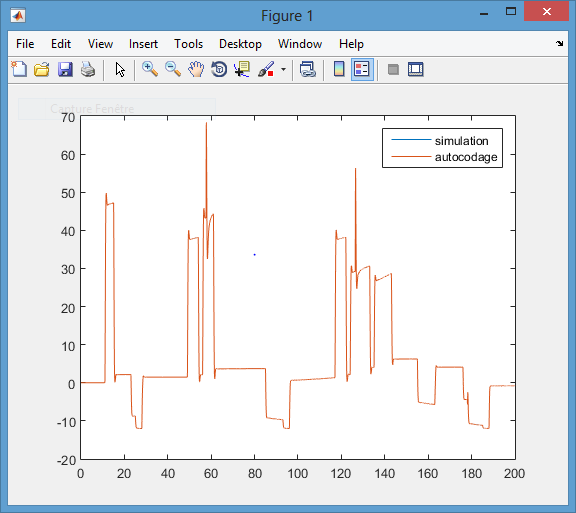 Figure 1
File Edit View Insert Tools Desktop Window Help
Capture Fenêtre
70
60
50
40
30
20
10
0
-10
-20
0 20 40 60 80 100 120 140 160 180 200
simulation
autocodage